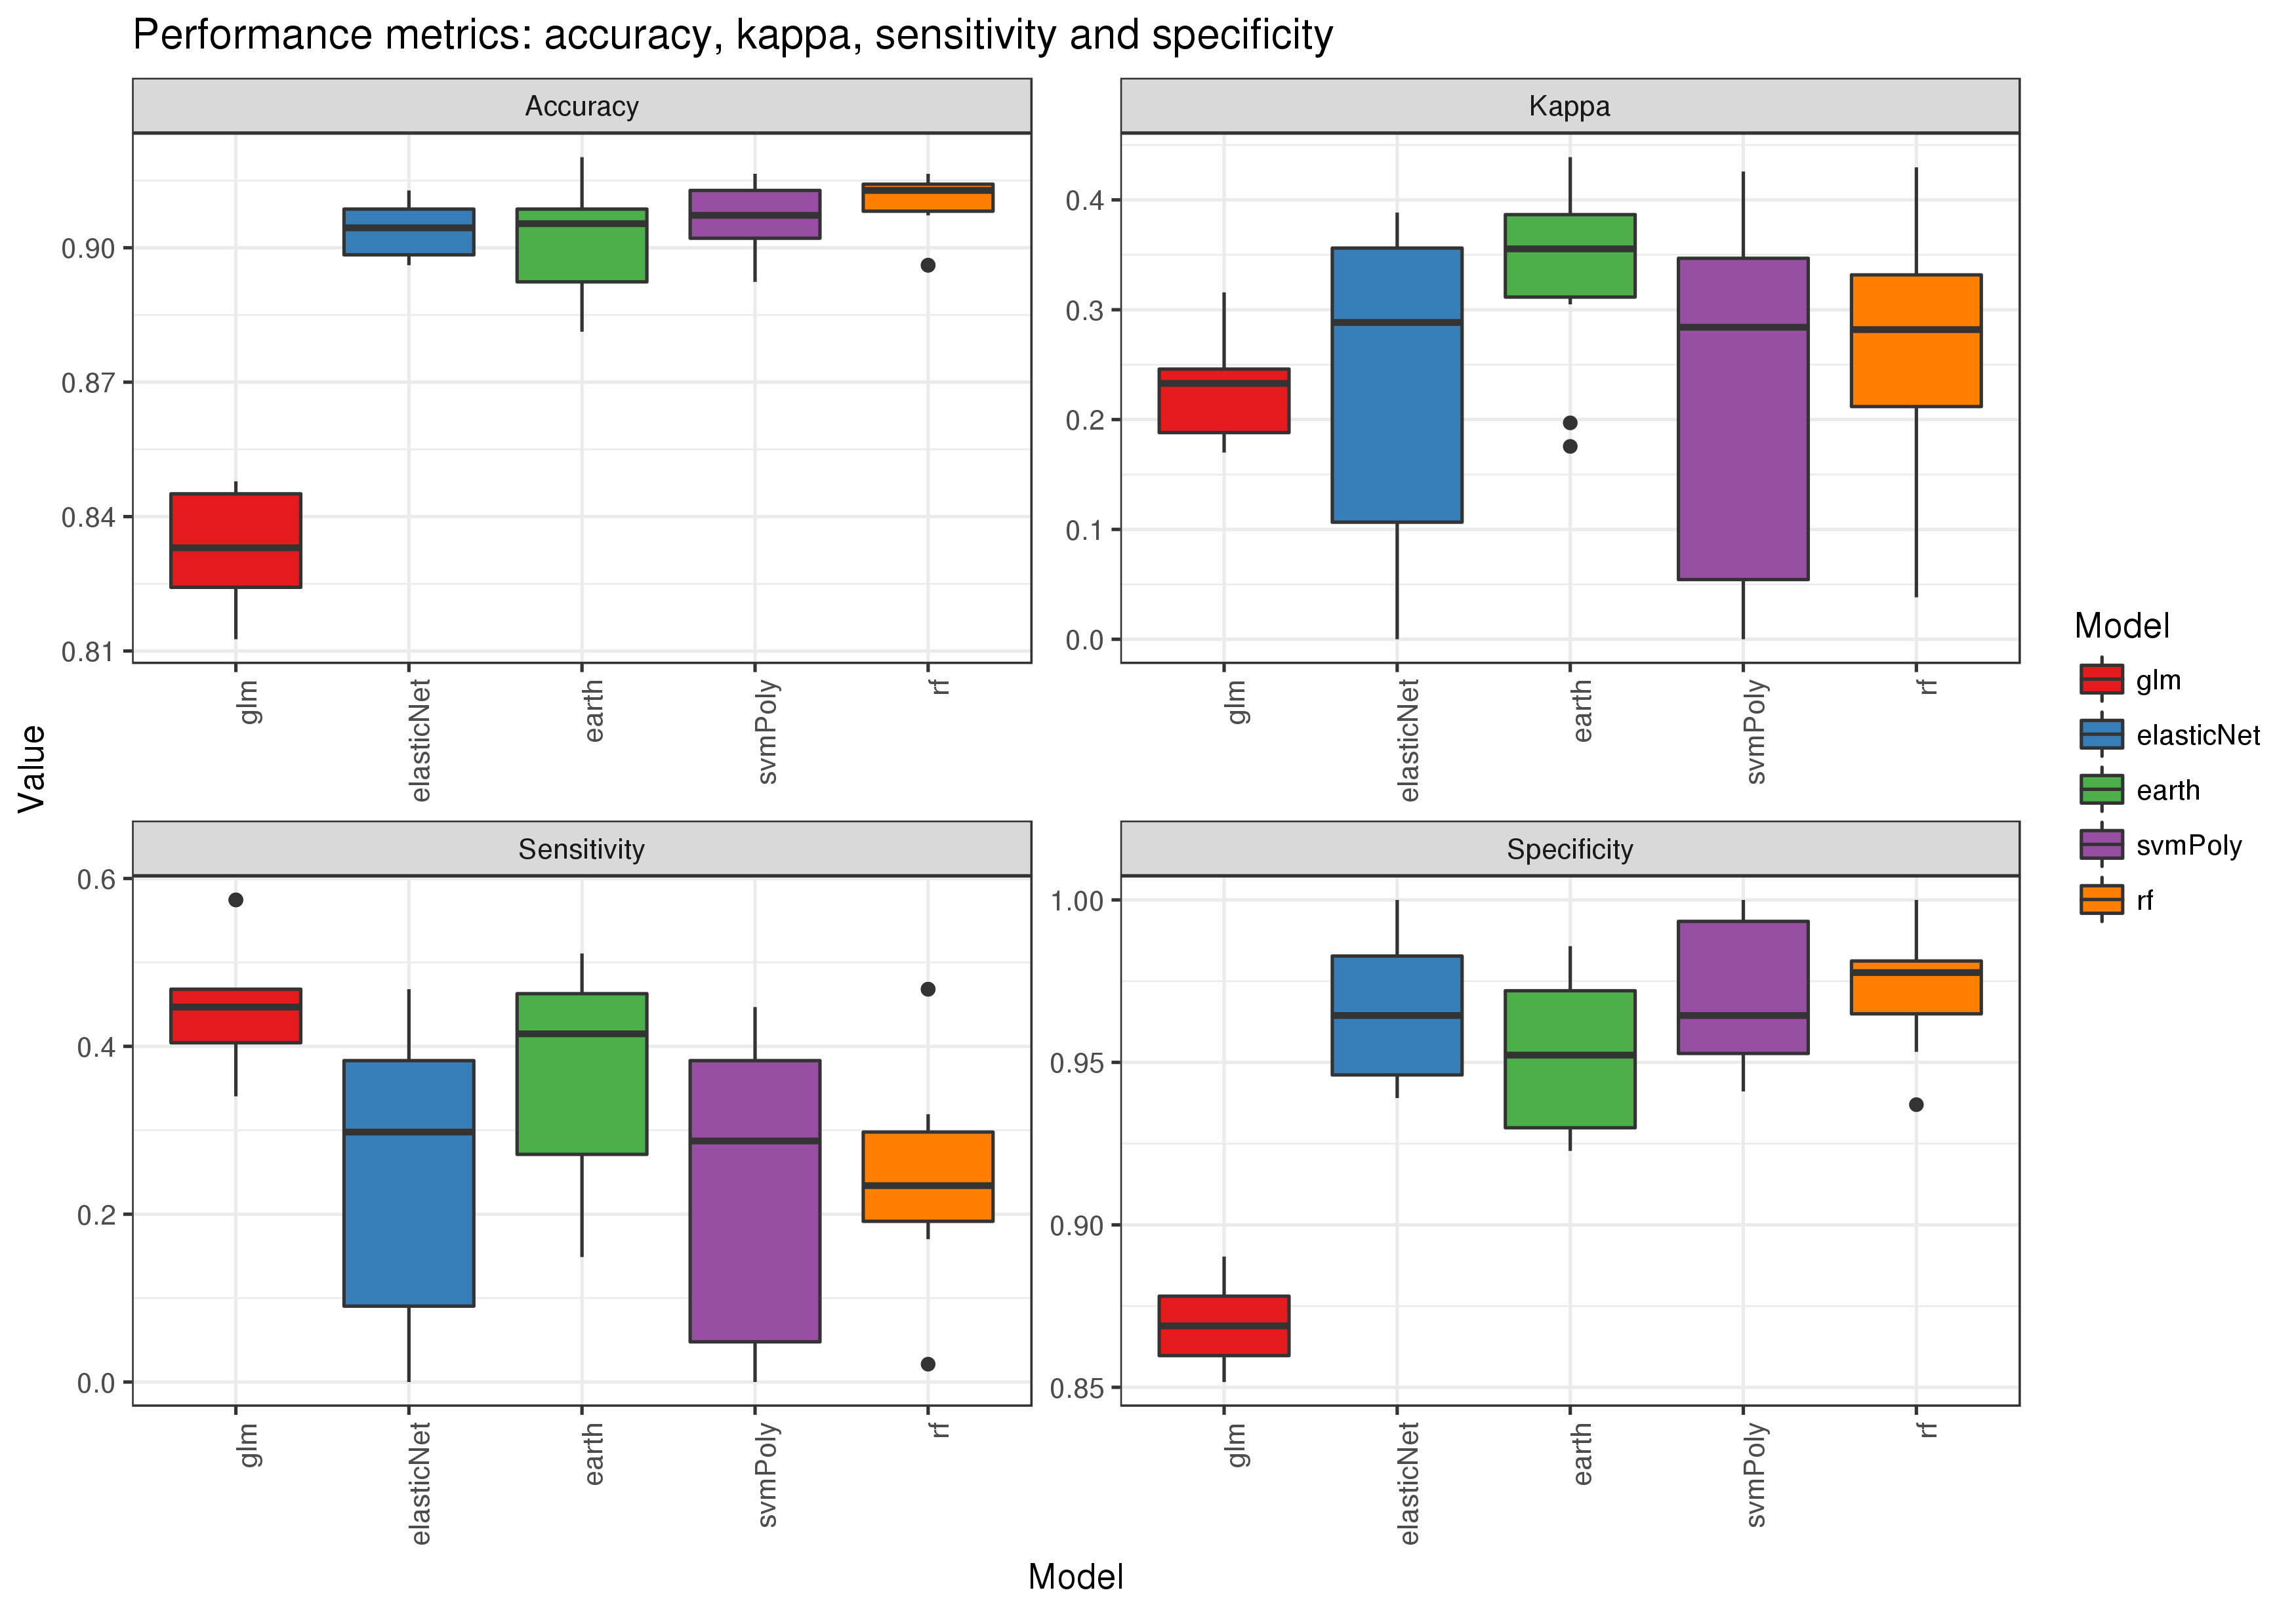 Performance metrics: accuracy, kappa, sensitivity and specificity
Accuracy
0.90
0.87
0.84
0.81
glm
elasticNet
earth
svmPoly
rf
Kappa
0.4
0.3
0.2
0.1
0.0
glm
elasticNet
earth
svmPoly
rf
Value
Sensitivity
0.6
0.4
0.2
0.0
glm
elasticNet
earth
svmPoly
rf
Specificity
1.00
0.95
0.90
0.85
glm
elasticNet
earth
svmPoly
rf
Model
Model
glm
elasticNet
earth
svmPoly
rf